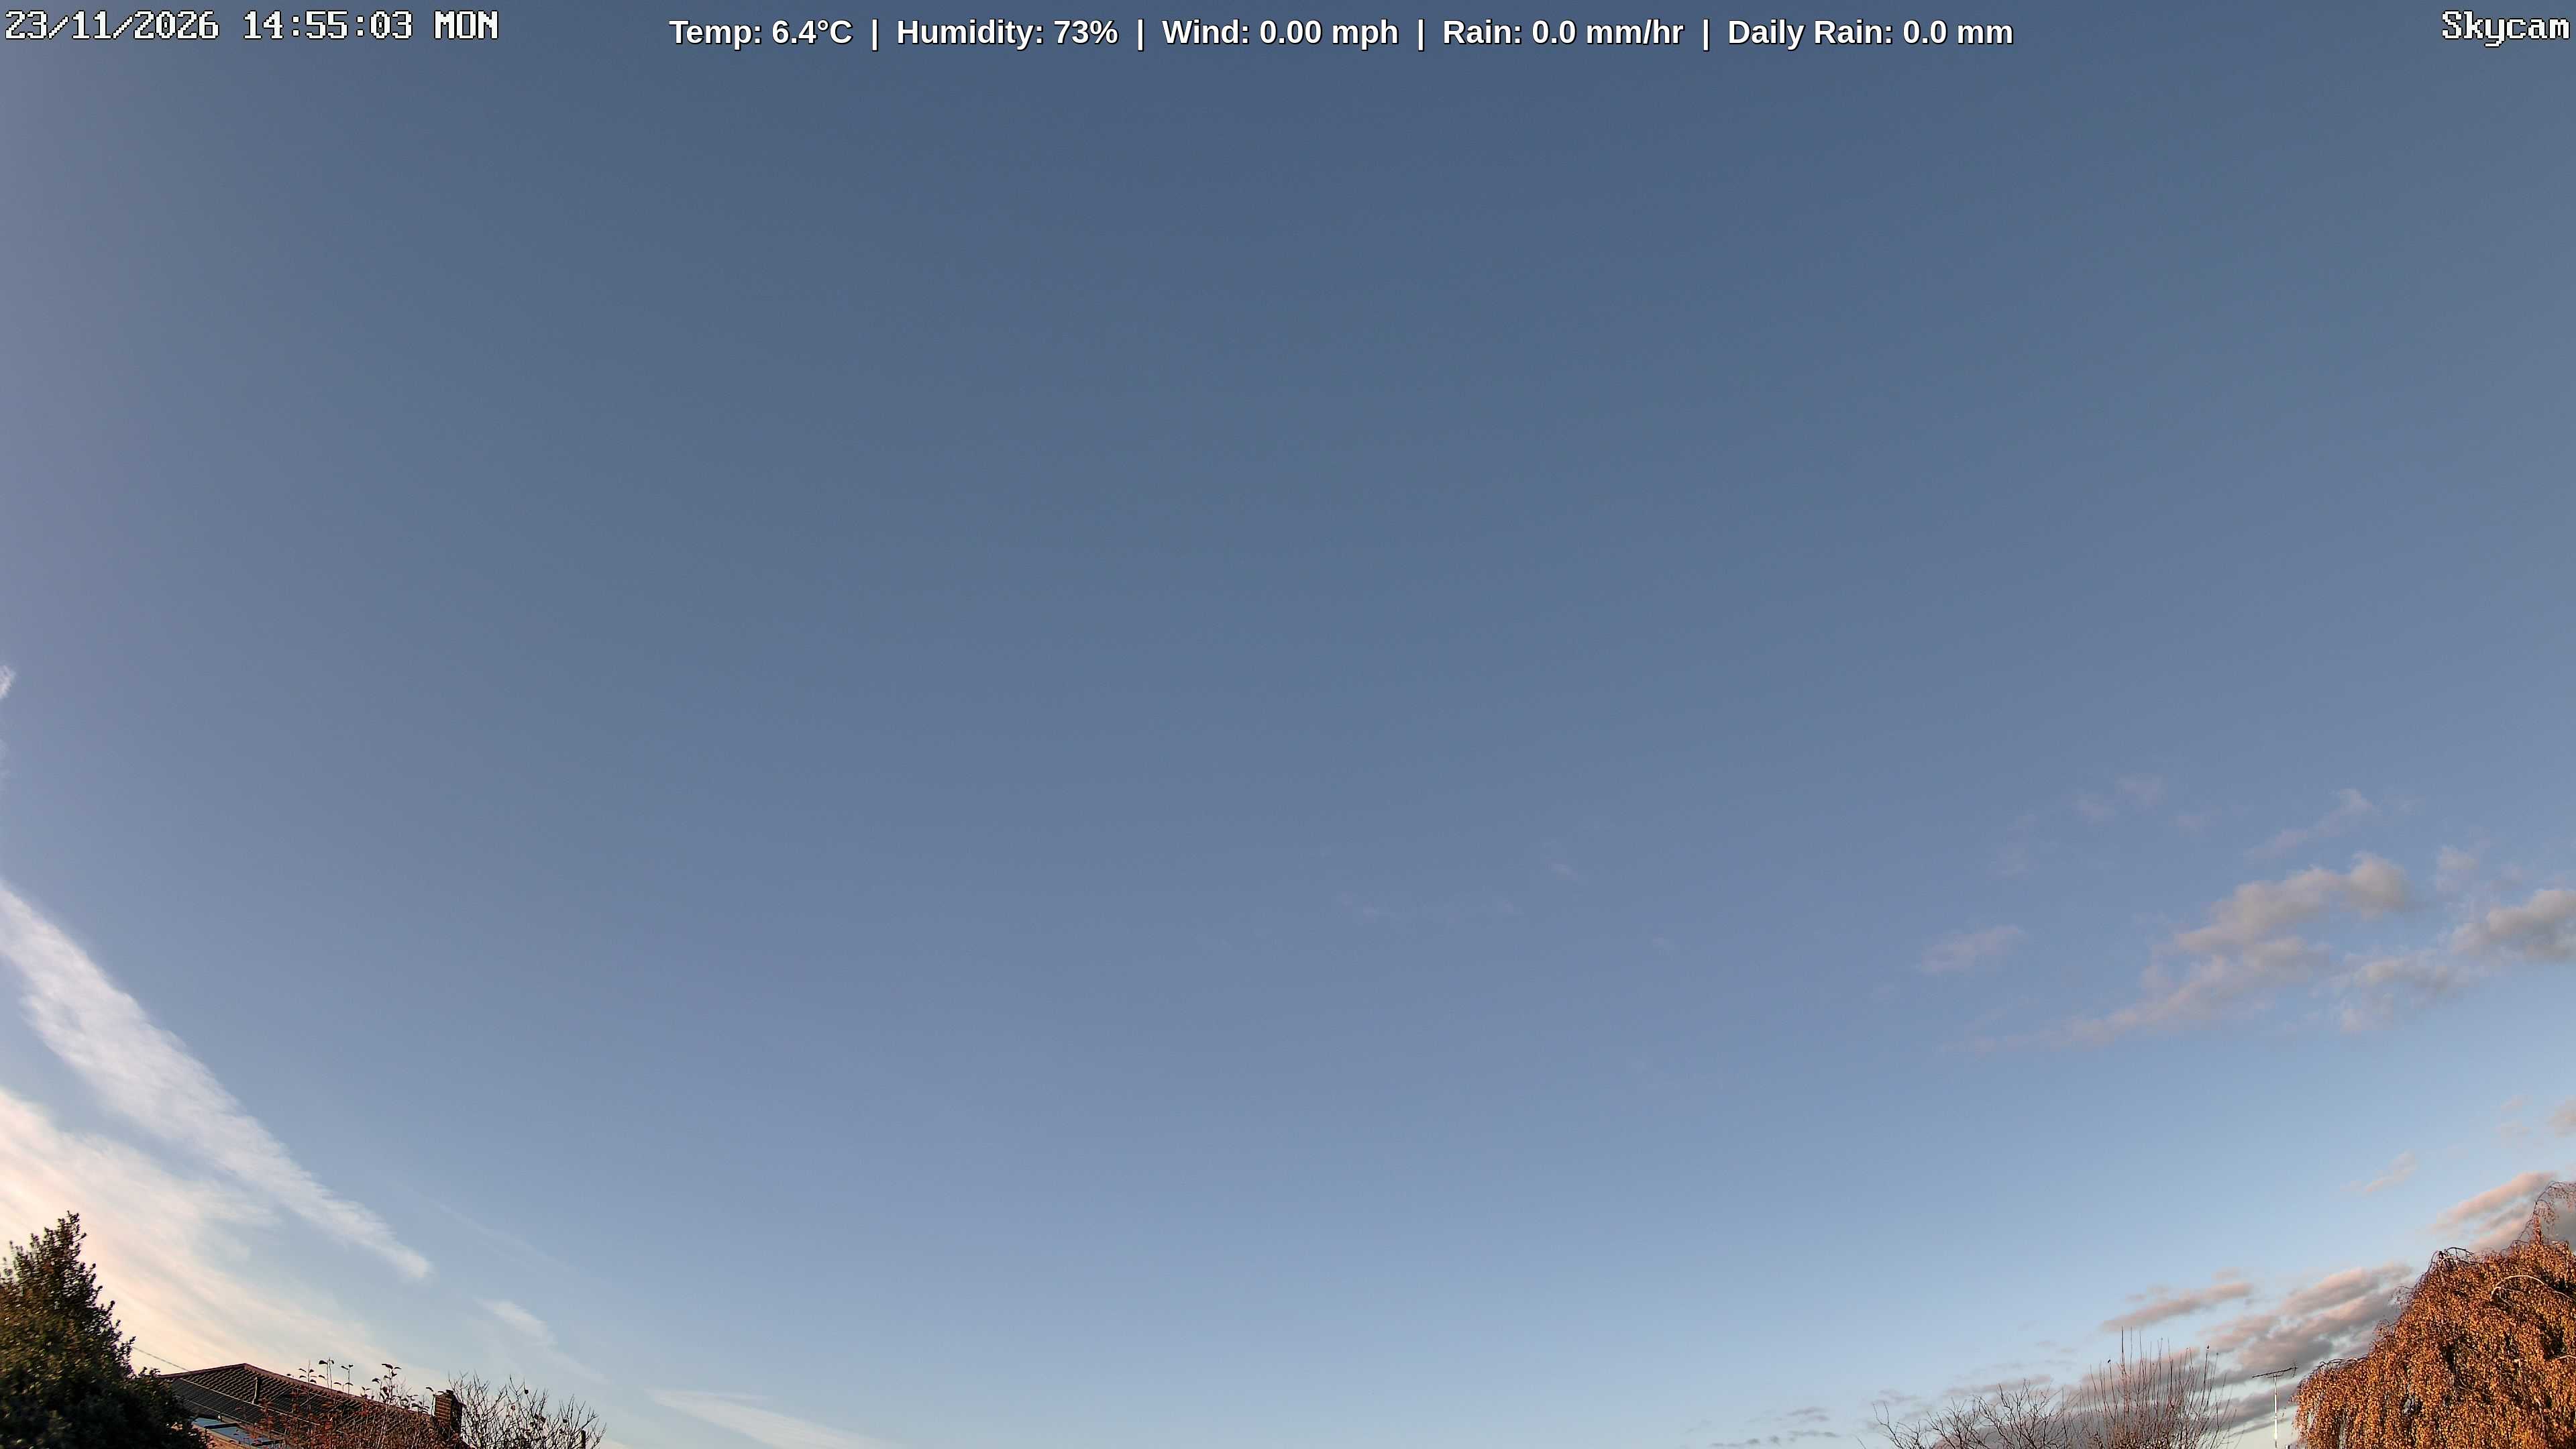 23/11/2026 14:55:03 MON
Temp: 6.4°C | Humidity: 73% | Wind: 0.00 mph | Rain: 0.0 mm/hr | Daily Rain: 0.0 mm
Skycam